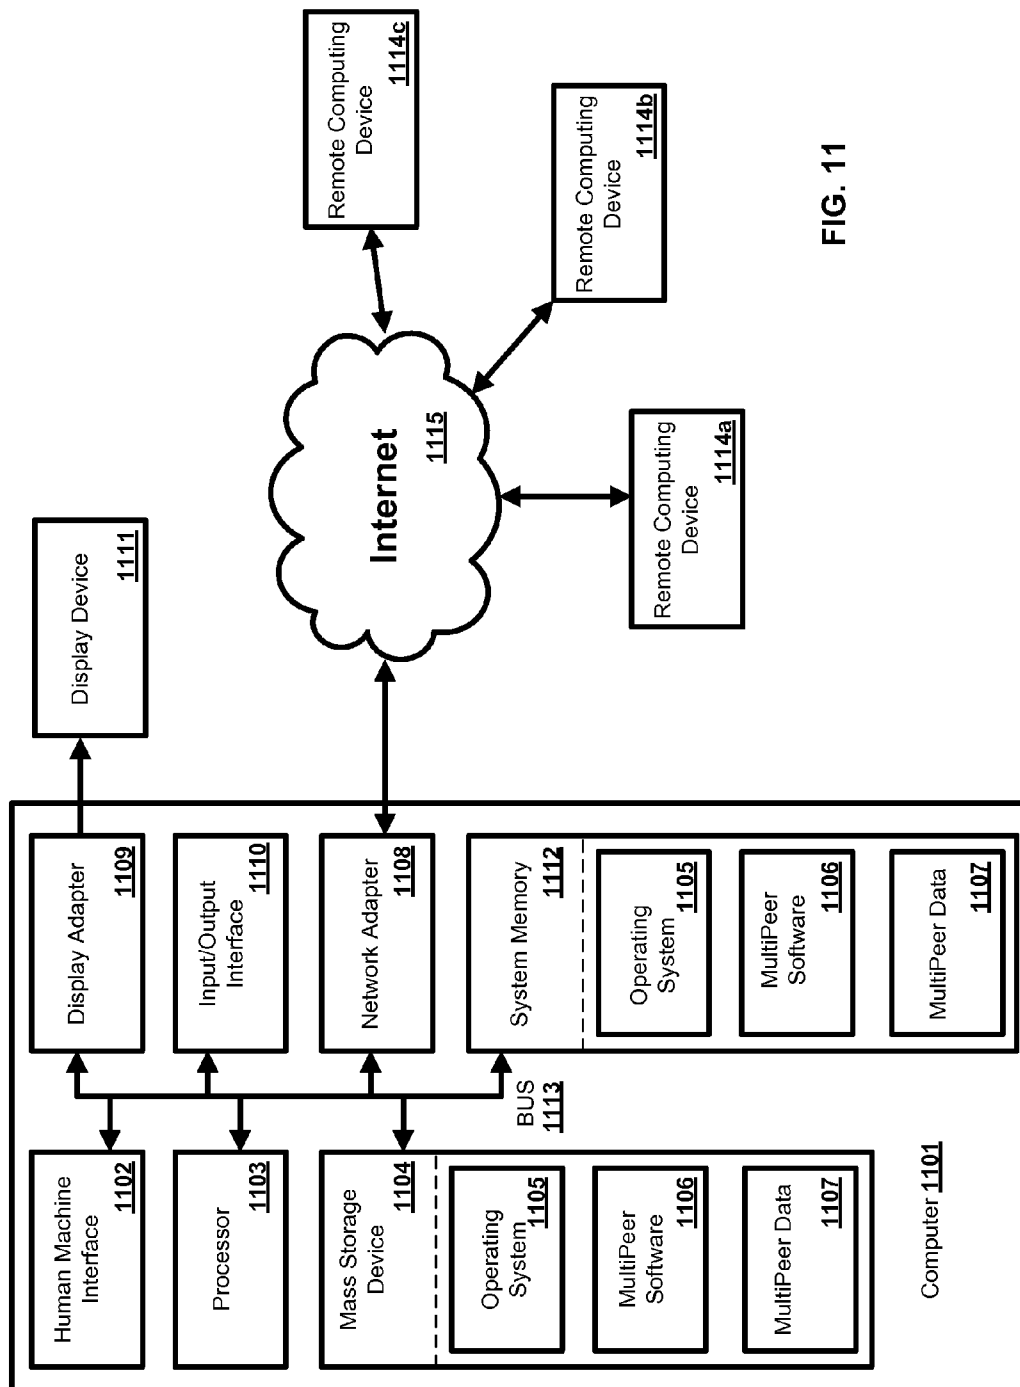 Human Machine
Interface
1102
Processor
1103
Mass Storage
Device
1104
Operating
System
1105
MultiPeer
Software
1106
MultiPeer Data
1107
BUS
1113
Display Adapter
1109
Input/Output
Interface
1110
Network Adapter
1108
System Memory
1112
Operating
System
1105
MultiPeer
Software
1106
MultiPeer Data
1107
Computer 1101
Display Device
1111
Internet
1115
Remote Computing
Device
1114a
Remote Computing
Device
1114b
Remote Computing
Device
1114c
FIG. 11